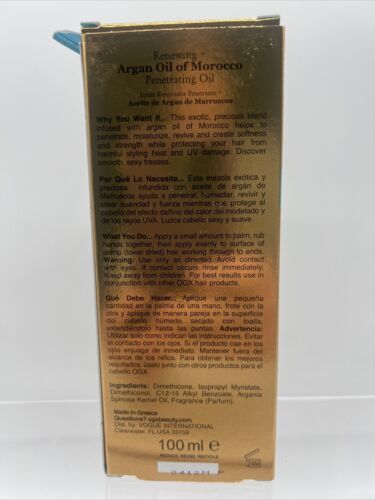 Renewing +
Argan Oil of Morocco
Penetrating Oil
Aceite Renovador Penetrante +
Aceite de Argán de Marruecos
Why You Want It... This exotic, precious blend
infused with argan oil of Morocco helps to
penetrate, moisturize, revive and create softness
and strength while protecting your hair from
harmful styling heat and UV damage. Discover
smooth, sexy tresses.
Por Qué Lo Necesita... Esta mezcla exótica y
preciosa infundida con aceite de argán de
Marruecos ayuda a penetrar, humectar, revivir y
crear suavidad y fuerza mientras que protege al
cabello del efecto dañino del calor del modelado y
de los rayos UVA. Luzca cabello sexy y suave.
What You Do... Apply a small amount to palm, rub
hands together, then apply evenly to surface of
damp (towel dried) hair working through to ends.
Warning: Use only as directed. Avoid contact
with eyes. If contact occurs rinse immediately.
Keep away from children. For best results use in
conjunction with other OGX hair products.
Qué Debe Hacer... Aplique una pequeña
cantidad en la palma de una mano, frote con la
otra y aplique de manera pareja en la superficie
del cabello húmedo secado con toalla,
extendiéndolo hasta las puntas. Advertencia:
Utilizar solo como indican las instrucciones. Evitar
el contacto con los ojos. Si el producto cae en los
ojos enjuaga de inmediato. Mantener fuera del
alcance de los niños. Para obtener los mejores
resultados, úsalo junto con otros productos para el
cabello OGX.
Ingredients: Dimethicone, Isopropyl Myristate,
Dimethiconol, C12-15 Alkyl Benzoate, Argania
Spinosa Kernel Oil, Fragrance (Parfum).
Made in Greece
Questions? ogxbeauty.com
Dist. by: VOGUE INTERNATIONAL
Clearwater, FL USA 33759
100 ml e
REDUCE, REUSE, RECYCLE
24M